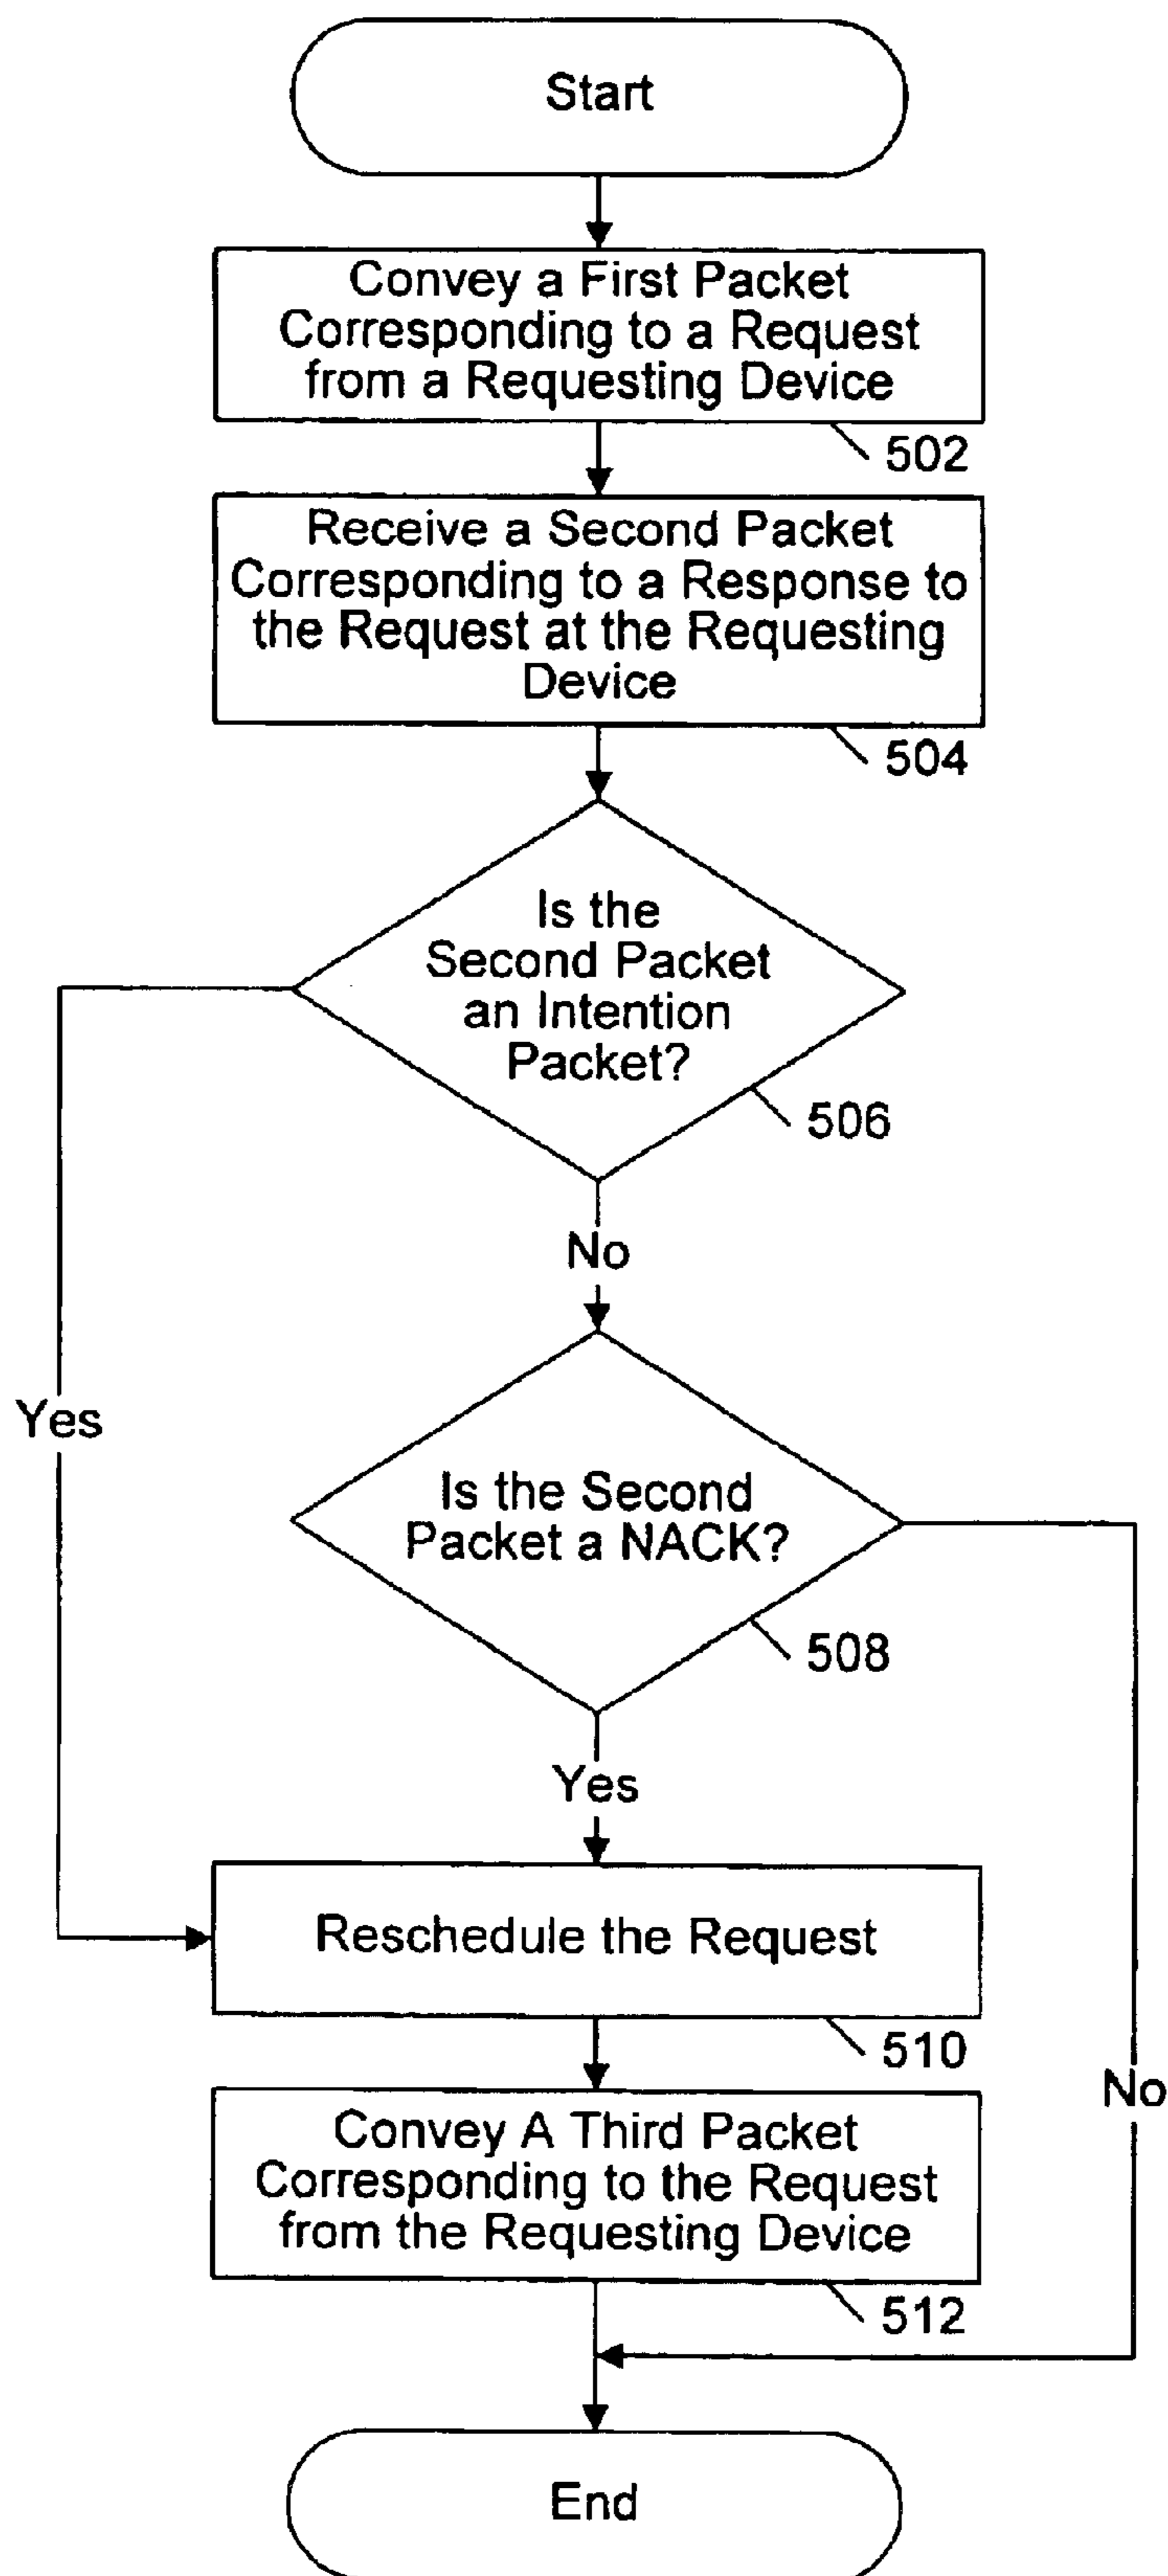 Start
Convey a First Packet
Corresponding to a Request
from a Requesting Device
502
Receive a Second Packet
Corresponding to a Response to
the Request at the Requesting
Device
504
Is the
Second Packet
an Intention
Packet?
506
No
Yes
Is the Second
Packet a NACK?
508
Yes
Reschedule the Request
510
No
Convey A Third Packet
Corresponding to the Request
from the Requesting Device
512
End